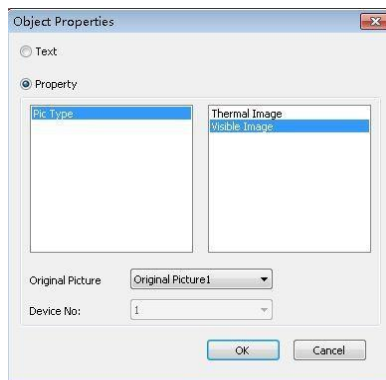 Object Properties
Text
Property
Pic Type
Thermal Image
Visible Image
Original Picture
Original Picture1
Device No:
1
OK
Cancel